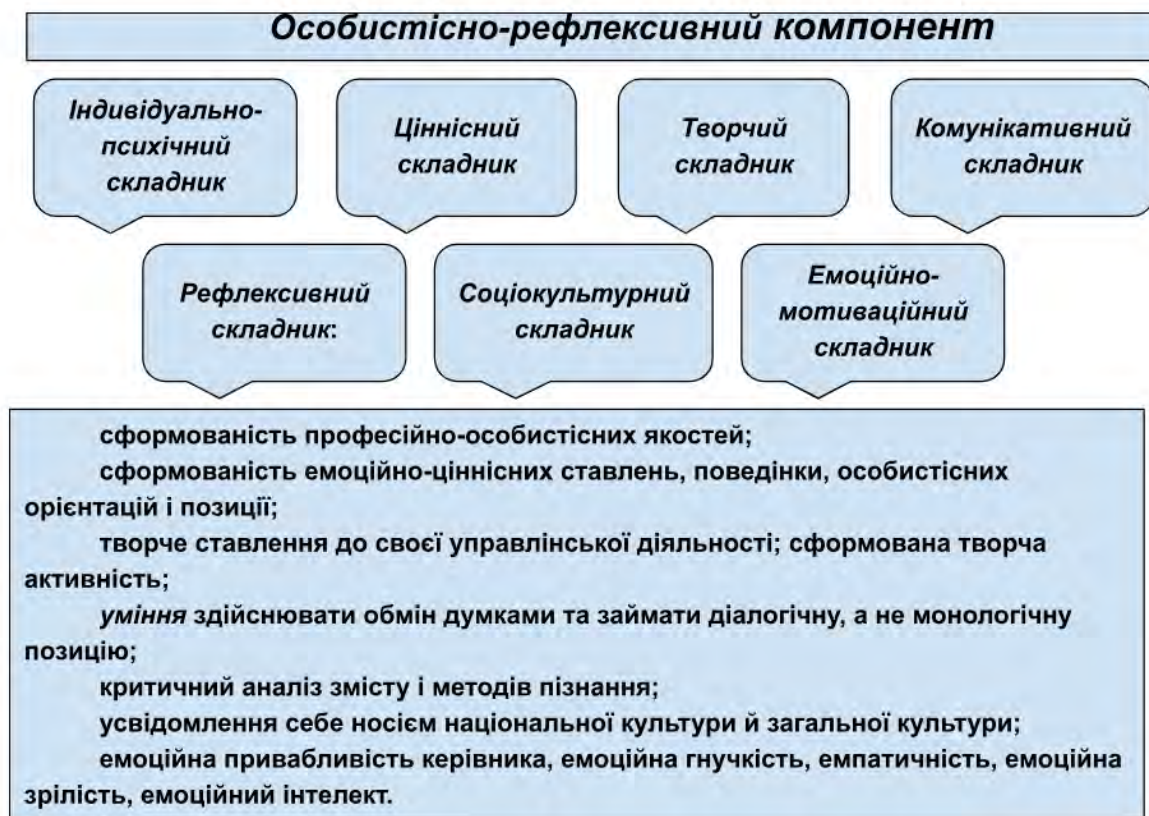 Особистісно-рефлексивний компонент
Індивідуально-
психічний
складник
Ціннісний
складник
Творчий
складник
Комунікативний
складник
Рефлексивний
складник:
Соціокультурний
складник
Емоційно-
мотиваційний
складник
сформованість професійно-особистісних якостей;
сформованість емоційно-ціннісних ставлень, поведінки, особистісних
орієнтацій і позиції;
творче ставлення до своєї управлінської діяльності; сформована творча
активність;
уміння здійснювати обмін думками та займати діалогічну, а не монологічну
позицію;
критичний аналіз змісту і методів пізнання;
усвідомлення себе носієм національної культури й загальної культури;
емоційна привабливість керівника, емоційна гнучкість, емпатичність, емоційна
зрілість, емоційний інтелект.